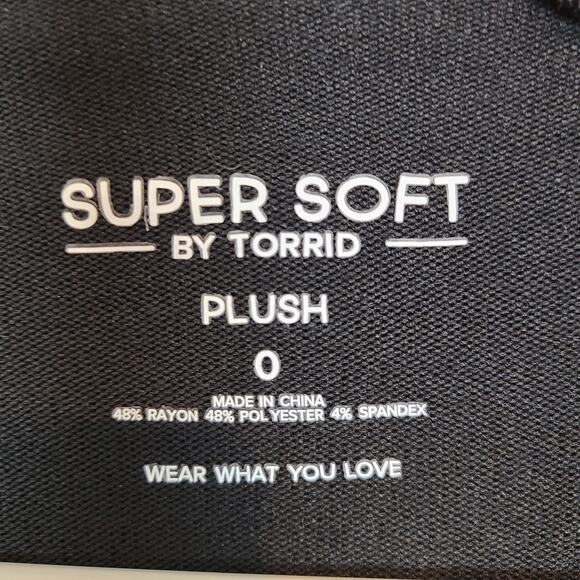 SUPER SOFT
BY TORRID
PLUSH
0
MADE IN CHINA
48% RAYON 48% POLYESTER 4% SPANDEX
WEAR WHAT YOU LOVE